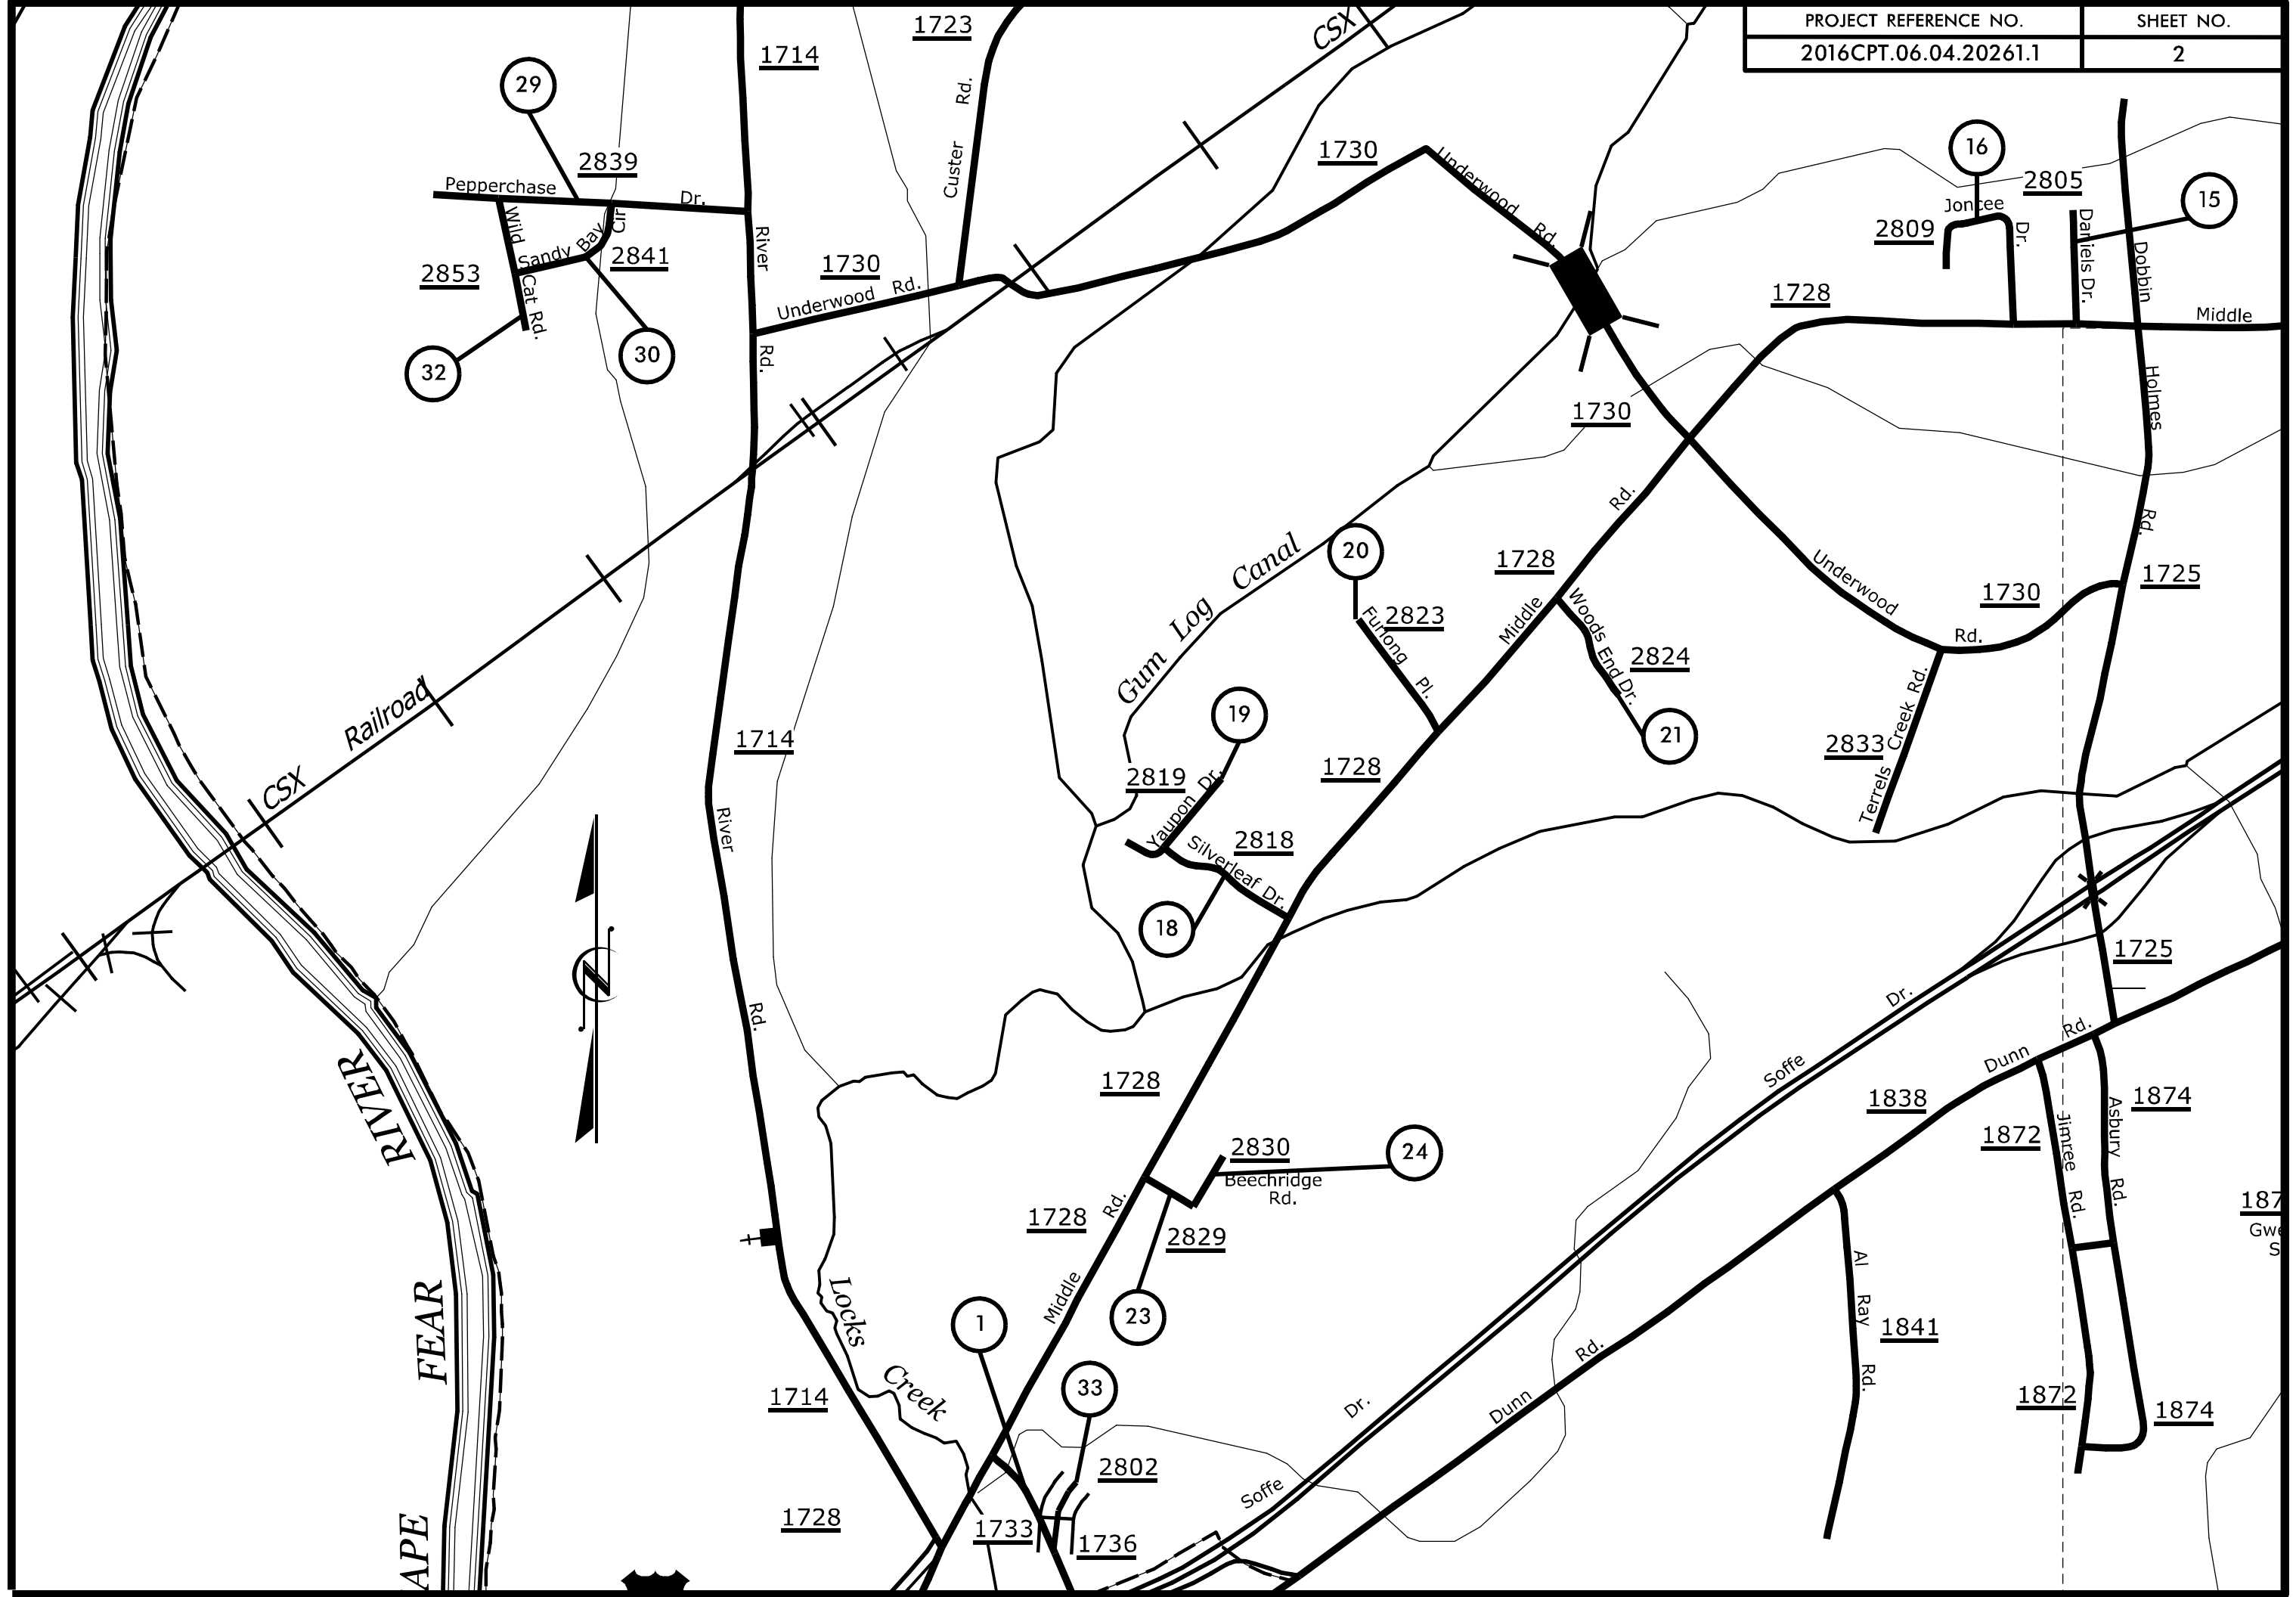 PROJECT REFERENCE NO. SHEET NO.
2016CPT.06.04.20261.1 2
1723
1714
CSX
29
Custer Rd.
1730
Underwood Rd.
16
2805
15
2839
Pepperchase Dr.
Joncee Dr.
2809
Daniels Dr.
Dobbin Holmes Rd.
Wild Cat Rd.
Sandy Bay Cir
2841
2853
River Rd.
1730
Underwood Rd.
1728
Middle
32
30
1730
Rd.
20
Gum Log Canal
1728
Underwood Rd.
1730
1725
2823
Furlong Pl.
Middle
Woods End Dr.
2824
CSX Railroad
19
21
1714
2833
Terrels Creek Rd.
2819
Yaupon Dr.
1728
River Rd.
2818
Silverleaf Dr.
18
1725
N
Soffe Dr.
Dunn Rd.
1728
1838
1874
1872
Jimree Rd.
Asbury Rd.
2830
24
Beechridge
Rd.
1728
Middle Rd.
2829
187
Gwe
S
23
1
Locks Creek
Al Ray Rd.
1841
33
1714
Dunn Rd.
Soffe Dr.
1872
1874
2802
1728
1733
1736
APE FEAR RIVER